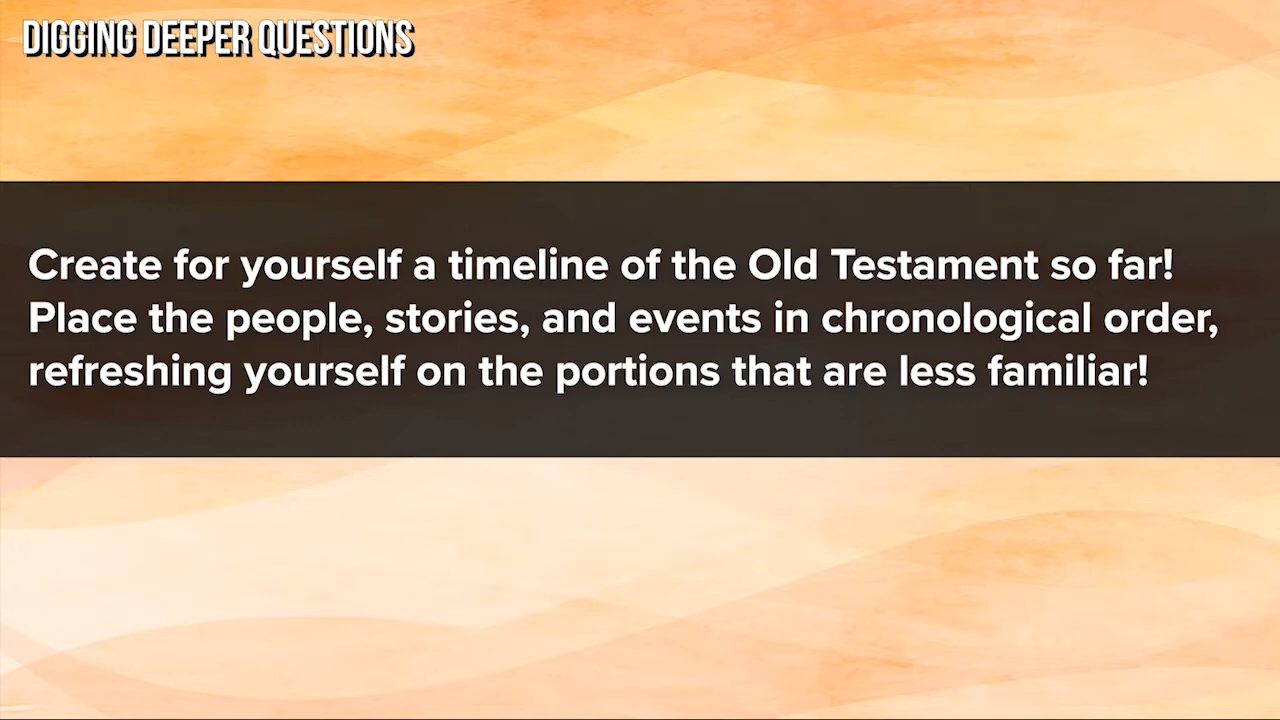 DIGGING DEEPER QUESTIONS
Create for yourself a timeline of the Old Testament so far!
Place the people, stories, and events in chronological order,
refreshing yourself on the portions that are less familiar!